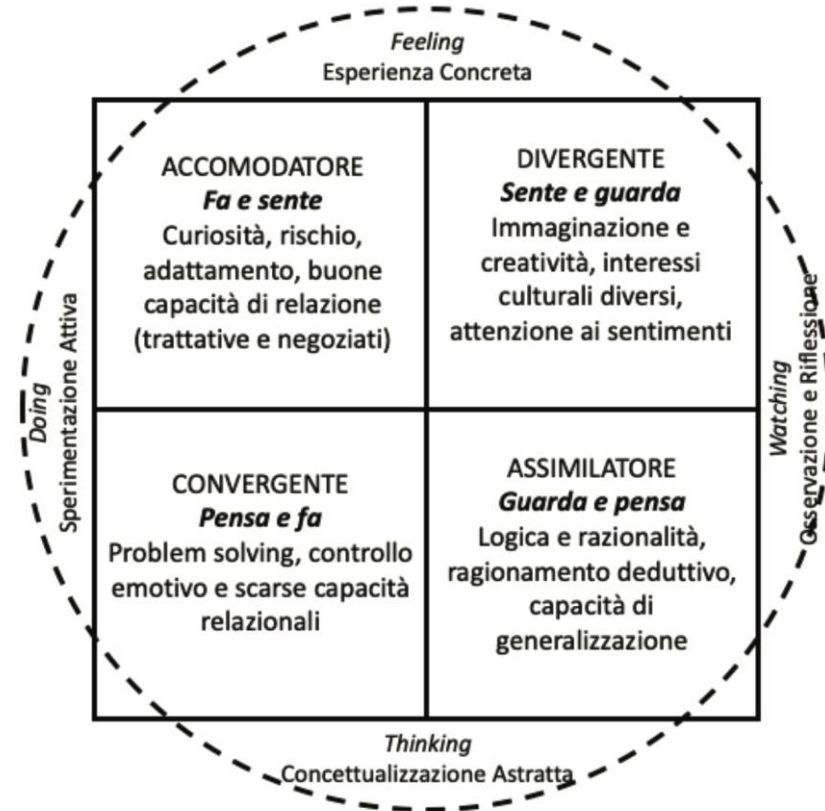 Feeling
Esperienza Concreta
ACCOMODATORE
Fa e sente
Curiosità, rischio,
adattamento, buone
capacità di relazione
(trattative e negoziati)
DIVERGENTE
Sente e guarda
Immaginazione e
creatività, interessi
culturali diversi,
attenzione ai sentimenti
Doing
Sperimentazione Attiva
Watching
Osservazione e Riflessione
CONVERGENTE
Pensa e fa
Problem solving, controllo
emotivo e scarse capacità
relazionali
ASSIMILATORE
Guarda e pensa
Logica e razionalità,
ragionamento deduttivo,
capacità di
generalizzazione
Thinking
Concettualizzazione Astratta